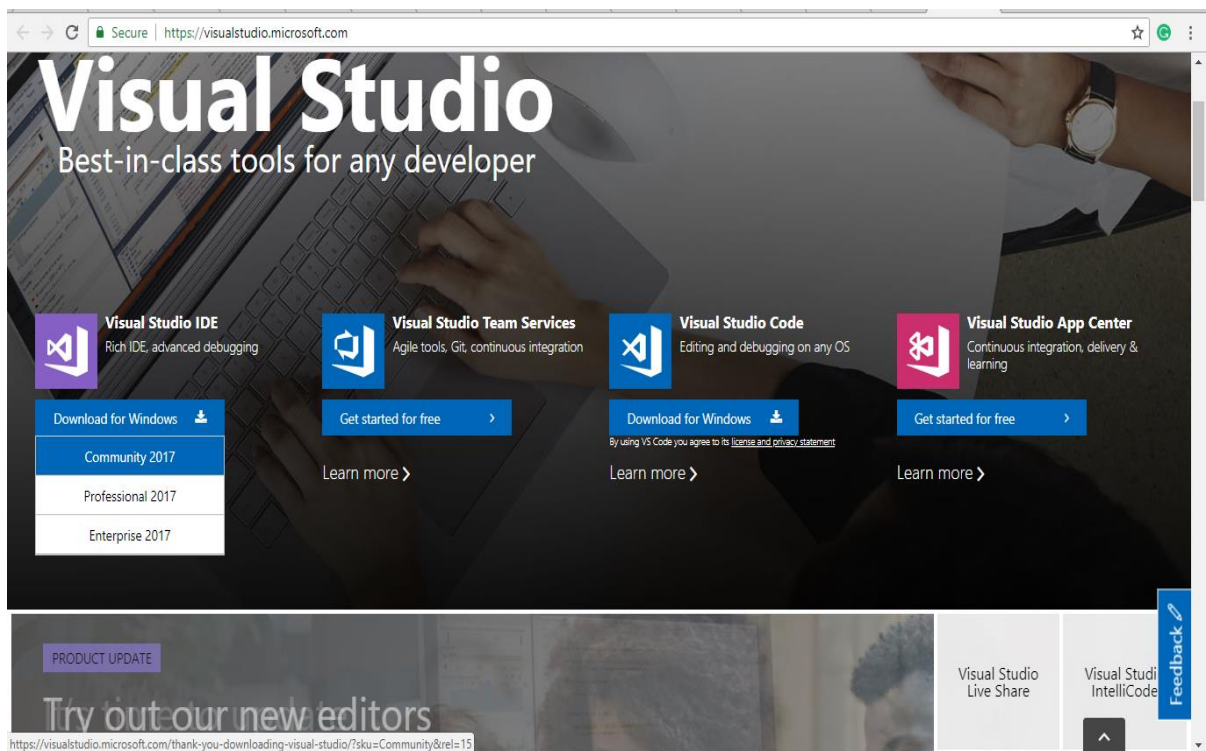 Secure | https://visualstudio.microsoft.com
Visual Studio
Best-in-class tools for any developer
Visual Studio IDE
Rich IDE, advanced debugging
Download for Windows
Community 2017
Professional 2017
Enterprise 2017
Visual Studio Team Services
Agile tools, Git, continuous integration
Get started for free
Learn more
Visual Studio Code
Editing and debugging on any OS
Download for Windows
By using VS Code you agree to its license and privacy statement
Learn more
Visual Studio App Center
Continuous integration, delivery &
learning
Get started for free
Learn more
Feedback
PRODUCT UPDATE
Try out our new editors
Visual Studio
Live Share
Visual Studi
IntelliCode
https://visualstudio.microsoft.com/thank-you-downloading-visual-studio/?sku=Community&rel=15